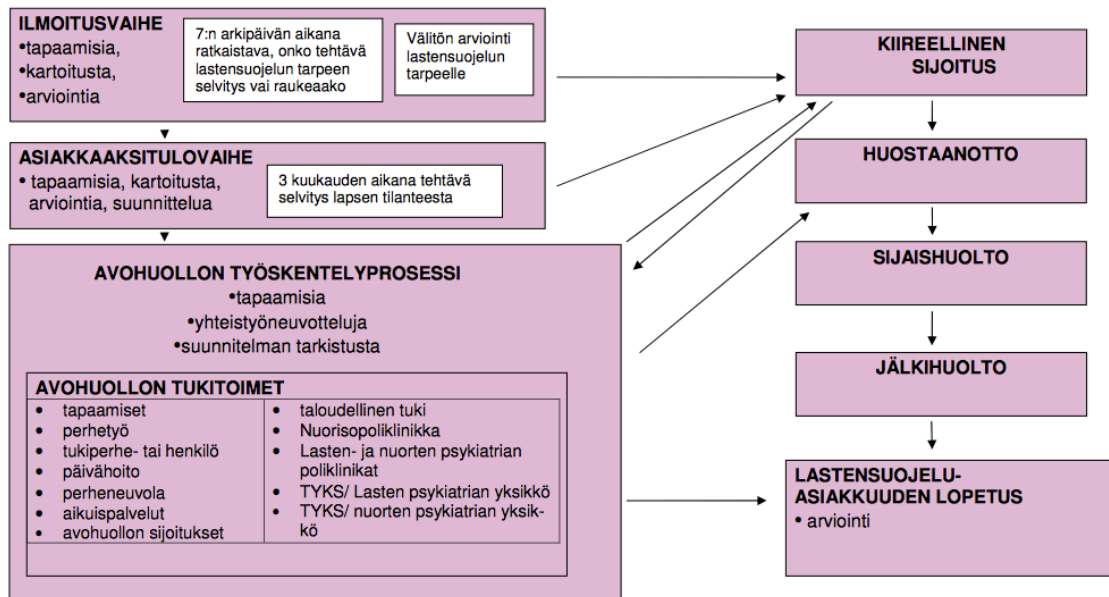 ILMOITUSVAIHE
•tapaamisia,
•kartoitusta,
•arviointia
7:n arkipäivän aikana
ratkaistava, onko tehtävä
lastensuojelun tarpeen
selvitys vai raukeaako
Välitön arviointi
lastensuojelun
tarpeelle
ASIAKKAAKSITULOVAIHE
• tapaamisia, kartoitusta,
arviointia, suunnittelua
3 kuukauden aikana tehtävä
selvitys lapsen tilanteesta
AVOHUOLLON TYÖSKENTELYPROSESSI
•tapaamisia
•yhteistyöneuvotteluja
•suunnitelman tarkistusta
AVOHUOLLON TUKITOIMET
• tapaamiset
• perhetyö
• tukiperhe- tai henkilö
• päivähoito
• perheneuvola
• aikuispalvelut
• avohuollon sijoitukset
• taloudellinen tuki
• Nuorisopoliklinikka
• Lasten- ja nuorten psykiatrian
poliklinikat
• TYKS/ Lasten psykiatrian yksikkö
• TYKS/ nuorten psykiatrian yksik-
kö
KIIREELLINEN
SIJOITUS
HUOSTAANOTTO
SIJAISHUOLTO
JÄLKIHUOLTO
LASTENSUOJELU-
ASIAKKUUDEN LOPETUS
• arviointi